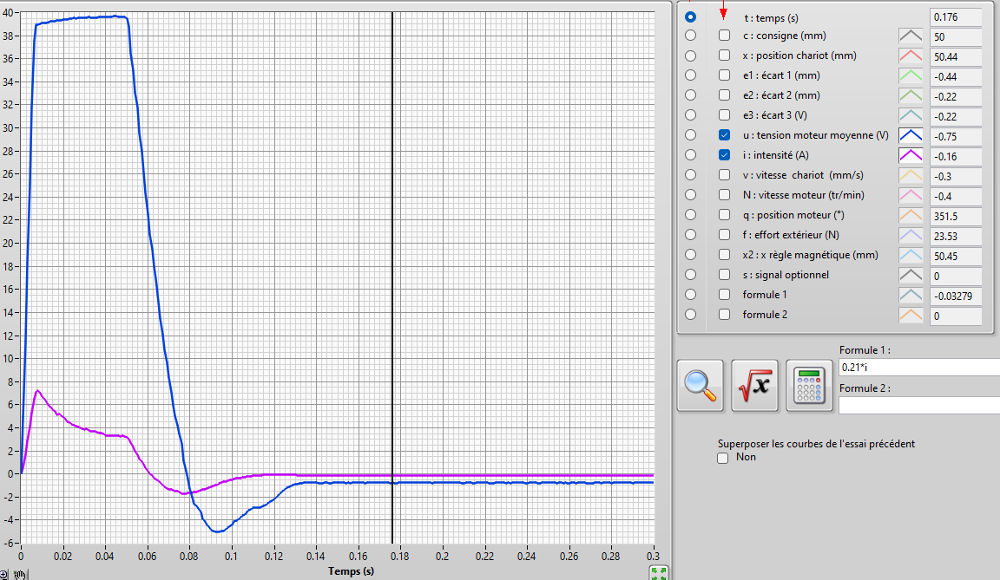 40
38
36
34
32
30
28
26
24
22
20
18
16
14
12
10
8
6
4
2
0
-2
-4
-6
0 0.02 0.04 0.06 0.08 0.1 0.12 0.14 0.16 0.18 0.2 0.22 0.24 0.26 0.28 0.3
Temps (s)
t : temps (s) 0.176
c : consigne (mm) 50
x : position chariot (mm) 50.44
e1 : écart 1 (mm) -0.44
e2 : écart 2 (mm) -0.22
e3 : écart 3 (V) -0.22
u : tension moteur moyenne (V) -0.75
i : intensité (A) -0.16
v : vitesse chariot (mm/s) -0.3
N : vitesse moteur (tr/min) -0.4
q : position moteur (°) 351.5
f : effort extérieur (N) 23.53
x2 : x règle magnétique (mm) 50.45
s : signal optionnel 0
formule 1 -0.03279
formule 2 0
Formule 1 :
0.21*i
Formule 2 :
√x
Superposer les courbes de l'essai précédent
Non